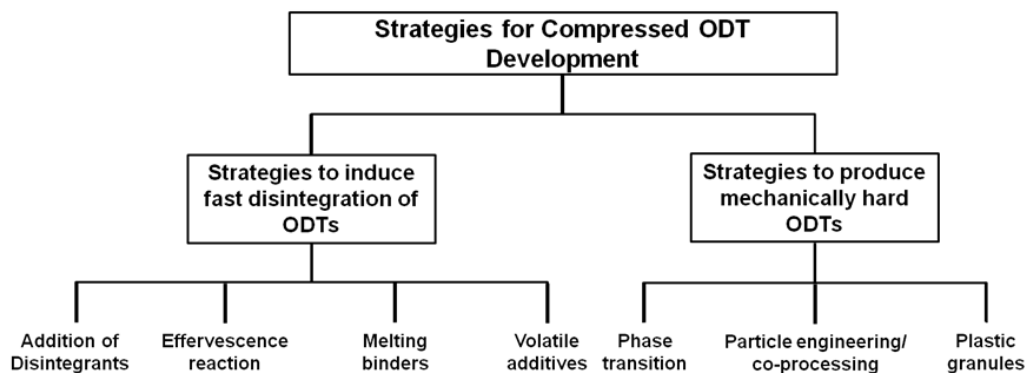 Strategies for Compressed ODT
Development
Strategies to induce
fast disintegration of
ODTs
Strategies to produce
mechanically hard
ODTs
Addition of
Disintegrants
Effervescence
reaction
Melting
binders
Volatile
additives
Phase
transition
Particle engineering/
co-processing
Plastic
granules